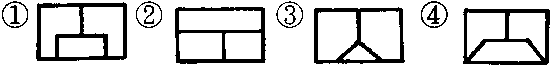 ① ② ③ ④